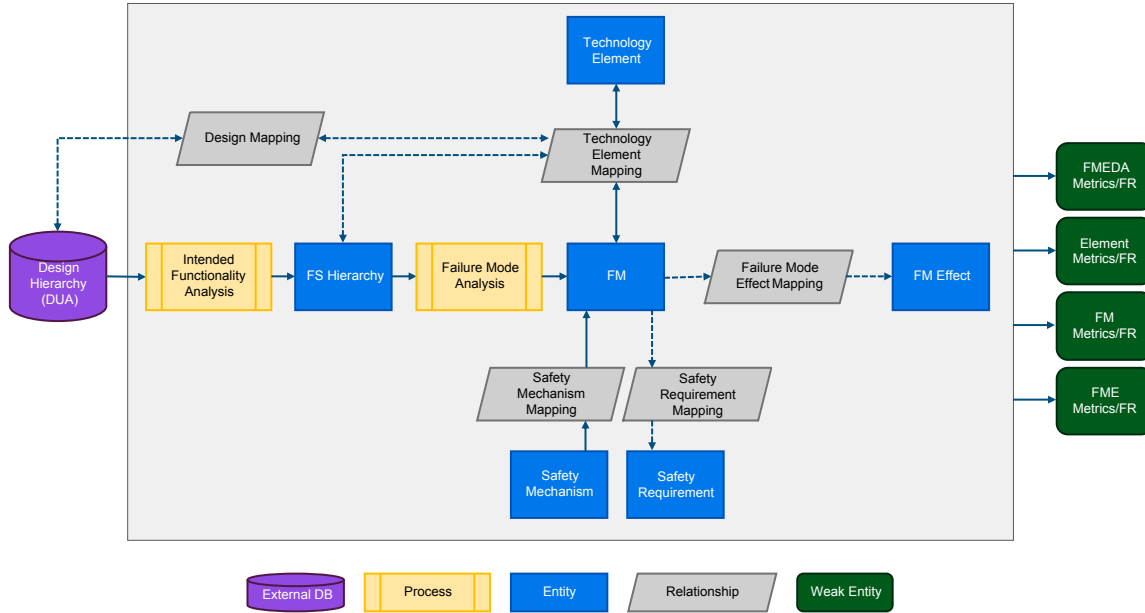 Technology
Element
Design Mapping
Technology
Element
Mapping
FMEDA
Metrics/FR
Design
Hierarchy
(DUA)
Intended
Functionality
Analysis
FS Hierarchy
Failure Mode
Analysis
FM
Failure Mode
Effect Mapping
FM Effect
Element
Metrics/FR
FM
Metrics/FR
Safety
Mechanism
Mapping
Safety
Requirement
Mapping
FME
Metrics/FR
Safety
Mechanism
Safety
Requirement
External DB
Process
Entity
Relationship
Weak Entity